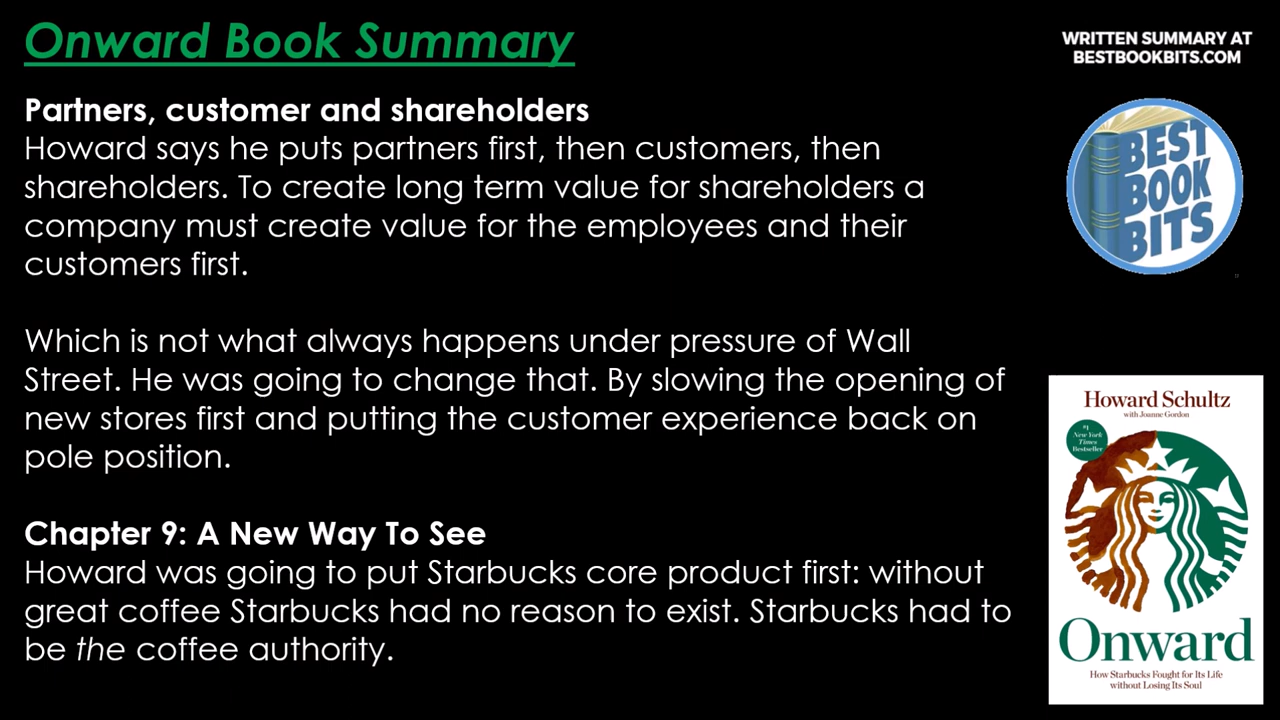 Onward Book Summary
WRITTEN SUMMARY AT
BESTBOOKBITS.COM
Partners, customer and shareholders
Howard says he puts partners first, then customers, then
shareholders. To create long term value for shareholders a
company must create value for the employees and their
customers first.
Which is not what always happens under pressure of Wall
Street. He was going to change that. By slowing the opening of
new stores first and putting the customer experience back on
pole position.
Chapter 9: A New Way To See
Howard was going to put Starbucks core product first: without
great coffee Starbucks had no reason to exist. Starbucks had to
be the coffee authority.
BEST
BOOK
BITS
Howard Schultz
with Joanne Gordon
#1
New York
Times
Bestseller
Onward
How Starbucks Fought for Its Life
without Losing Its Soul